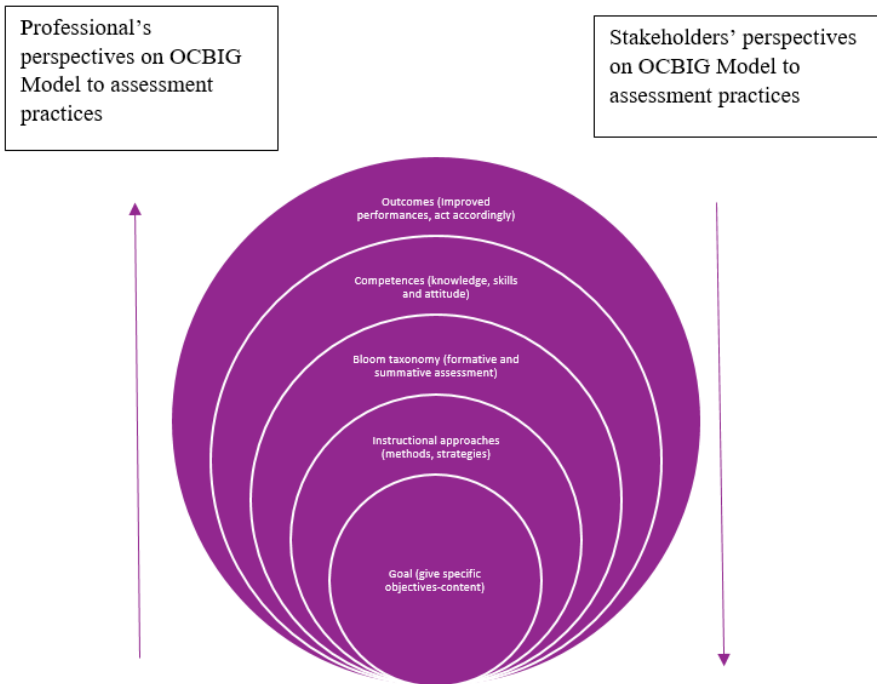 Professional’s
perspectives on OCBIG
Model to assessment
practices
Stakeholders’ perspectives
on OCBIG Model to
assessment practices
Outcomes (Improved
performances, act accordingly)
Competences (knowledge, skills
and attitude)
Bloom taxonomy (formative and
summative assessment)
Instructional approaches
(methods, strategies)
Goal (give specific
objectives-content)